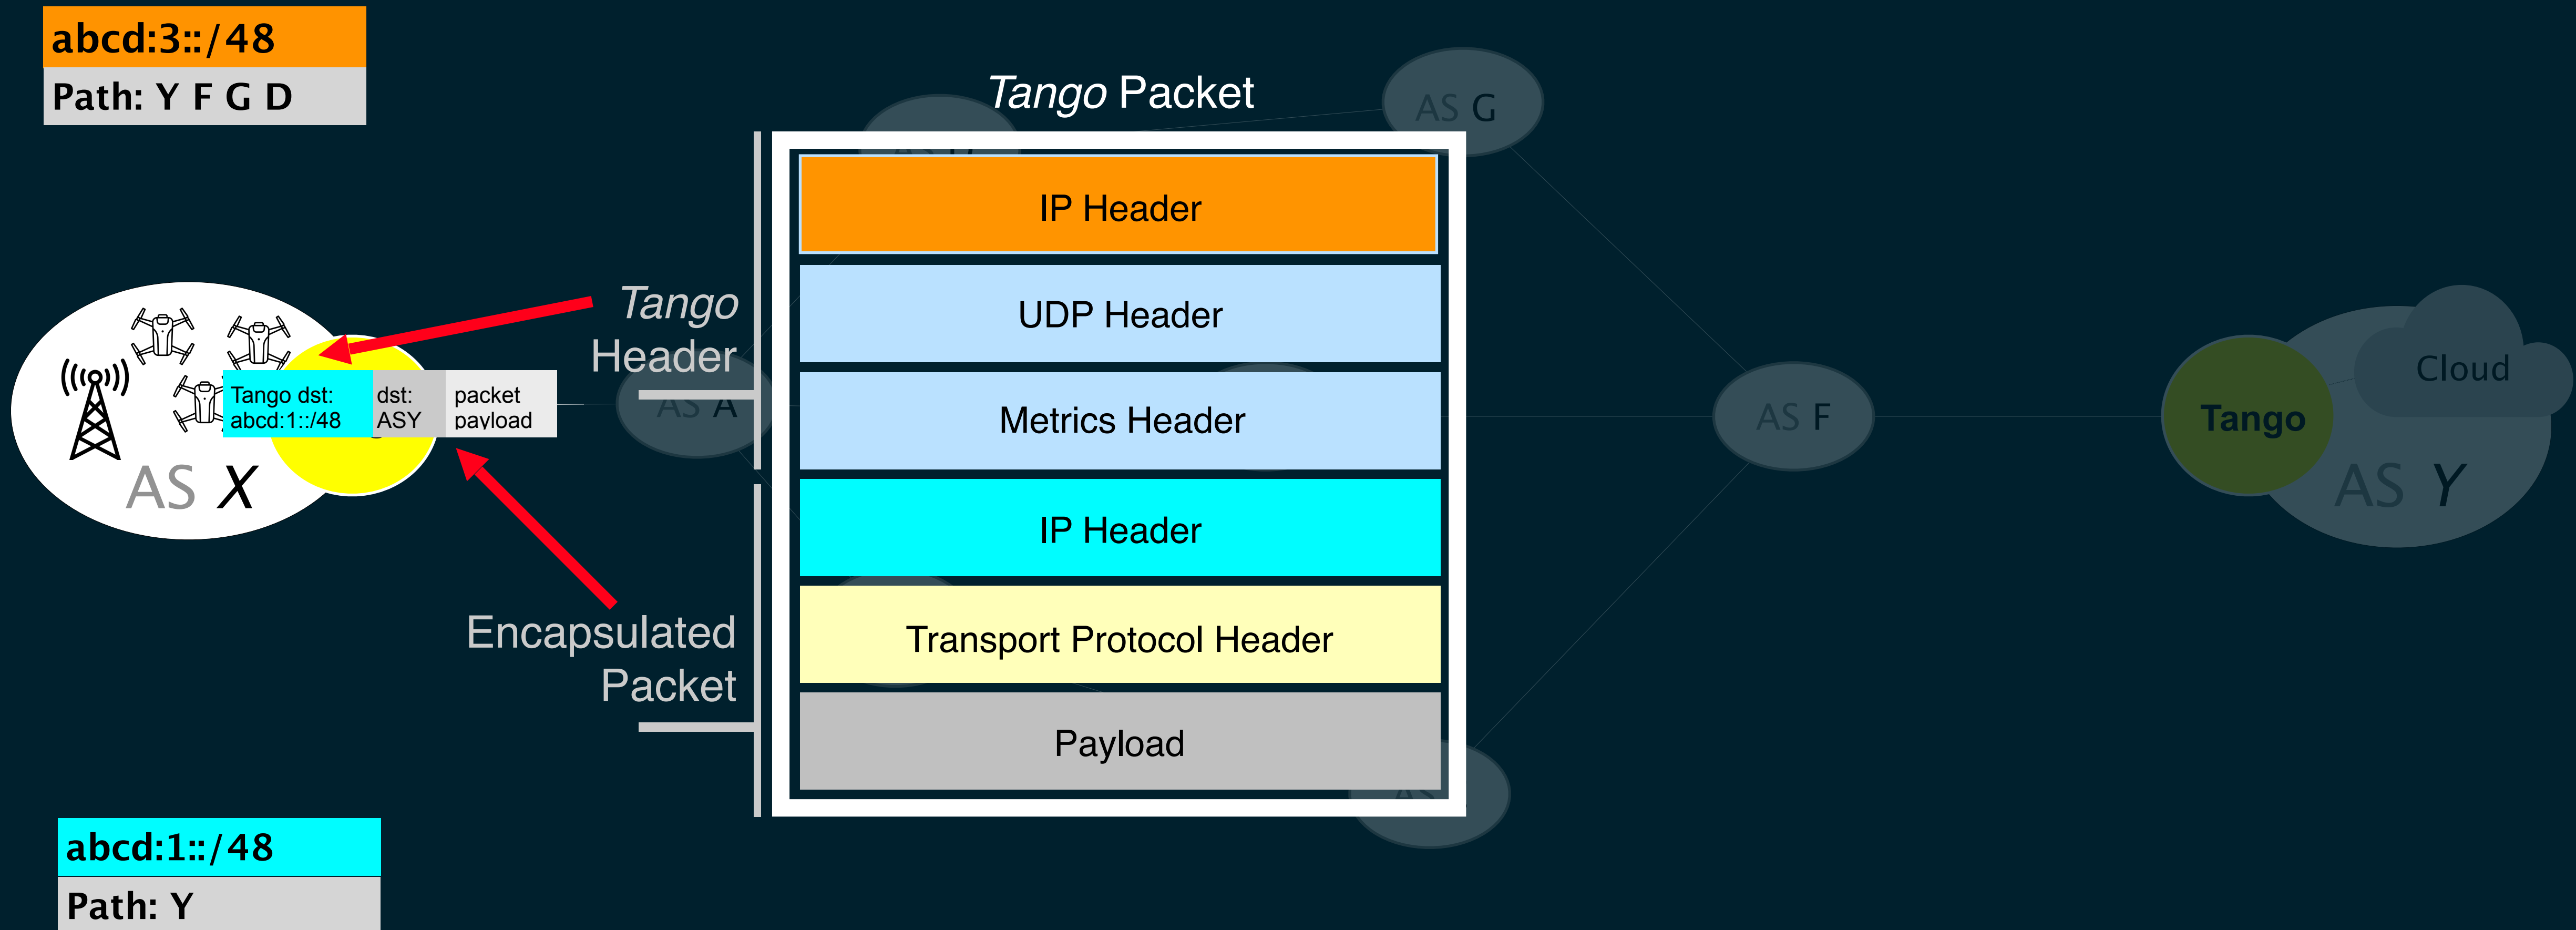 abcd:3::/48
Path: Y F G D
Tango Packet
AS G
IP Header
UDP Header
Tango
Header
Metrics Header
Tango dst:
abcd:1::/48
dst:
ASY
packet
payload
AS A
AS F
Tango
Cloud
AS X
AS Y
IP Header
Encapsulated
Packet
Transport Protocol Header
Payload
AS
abcd:1::/48
Path: Y